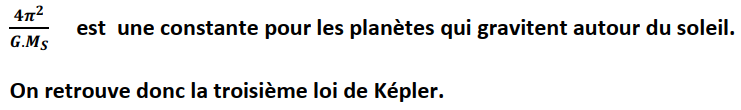 4π²/G.M_S est une constante pour les planètes qui gravitent autour du soleil.
On retrouve donc la troisième loi de Képler.